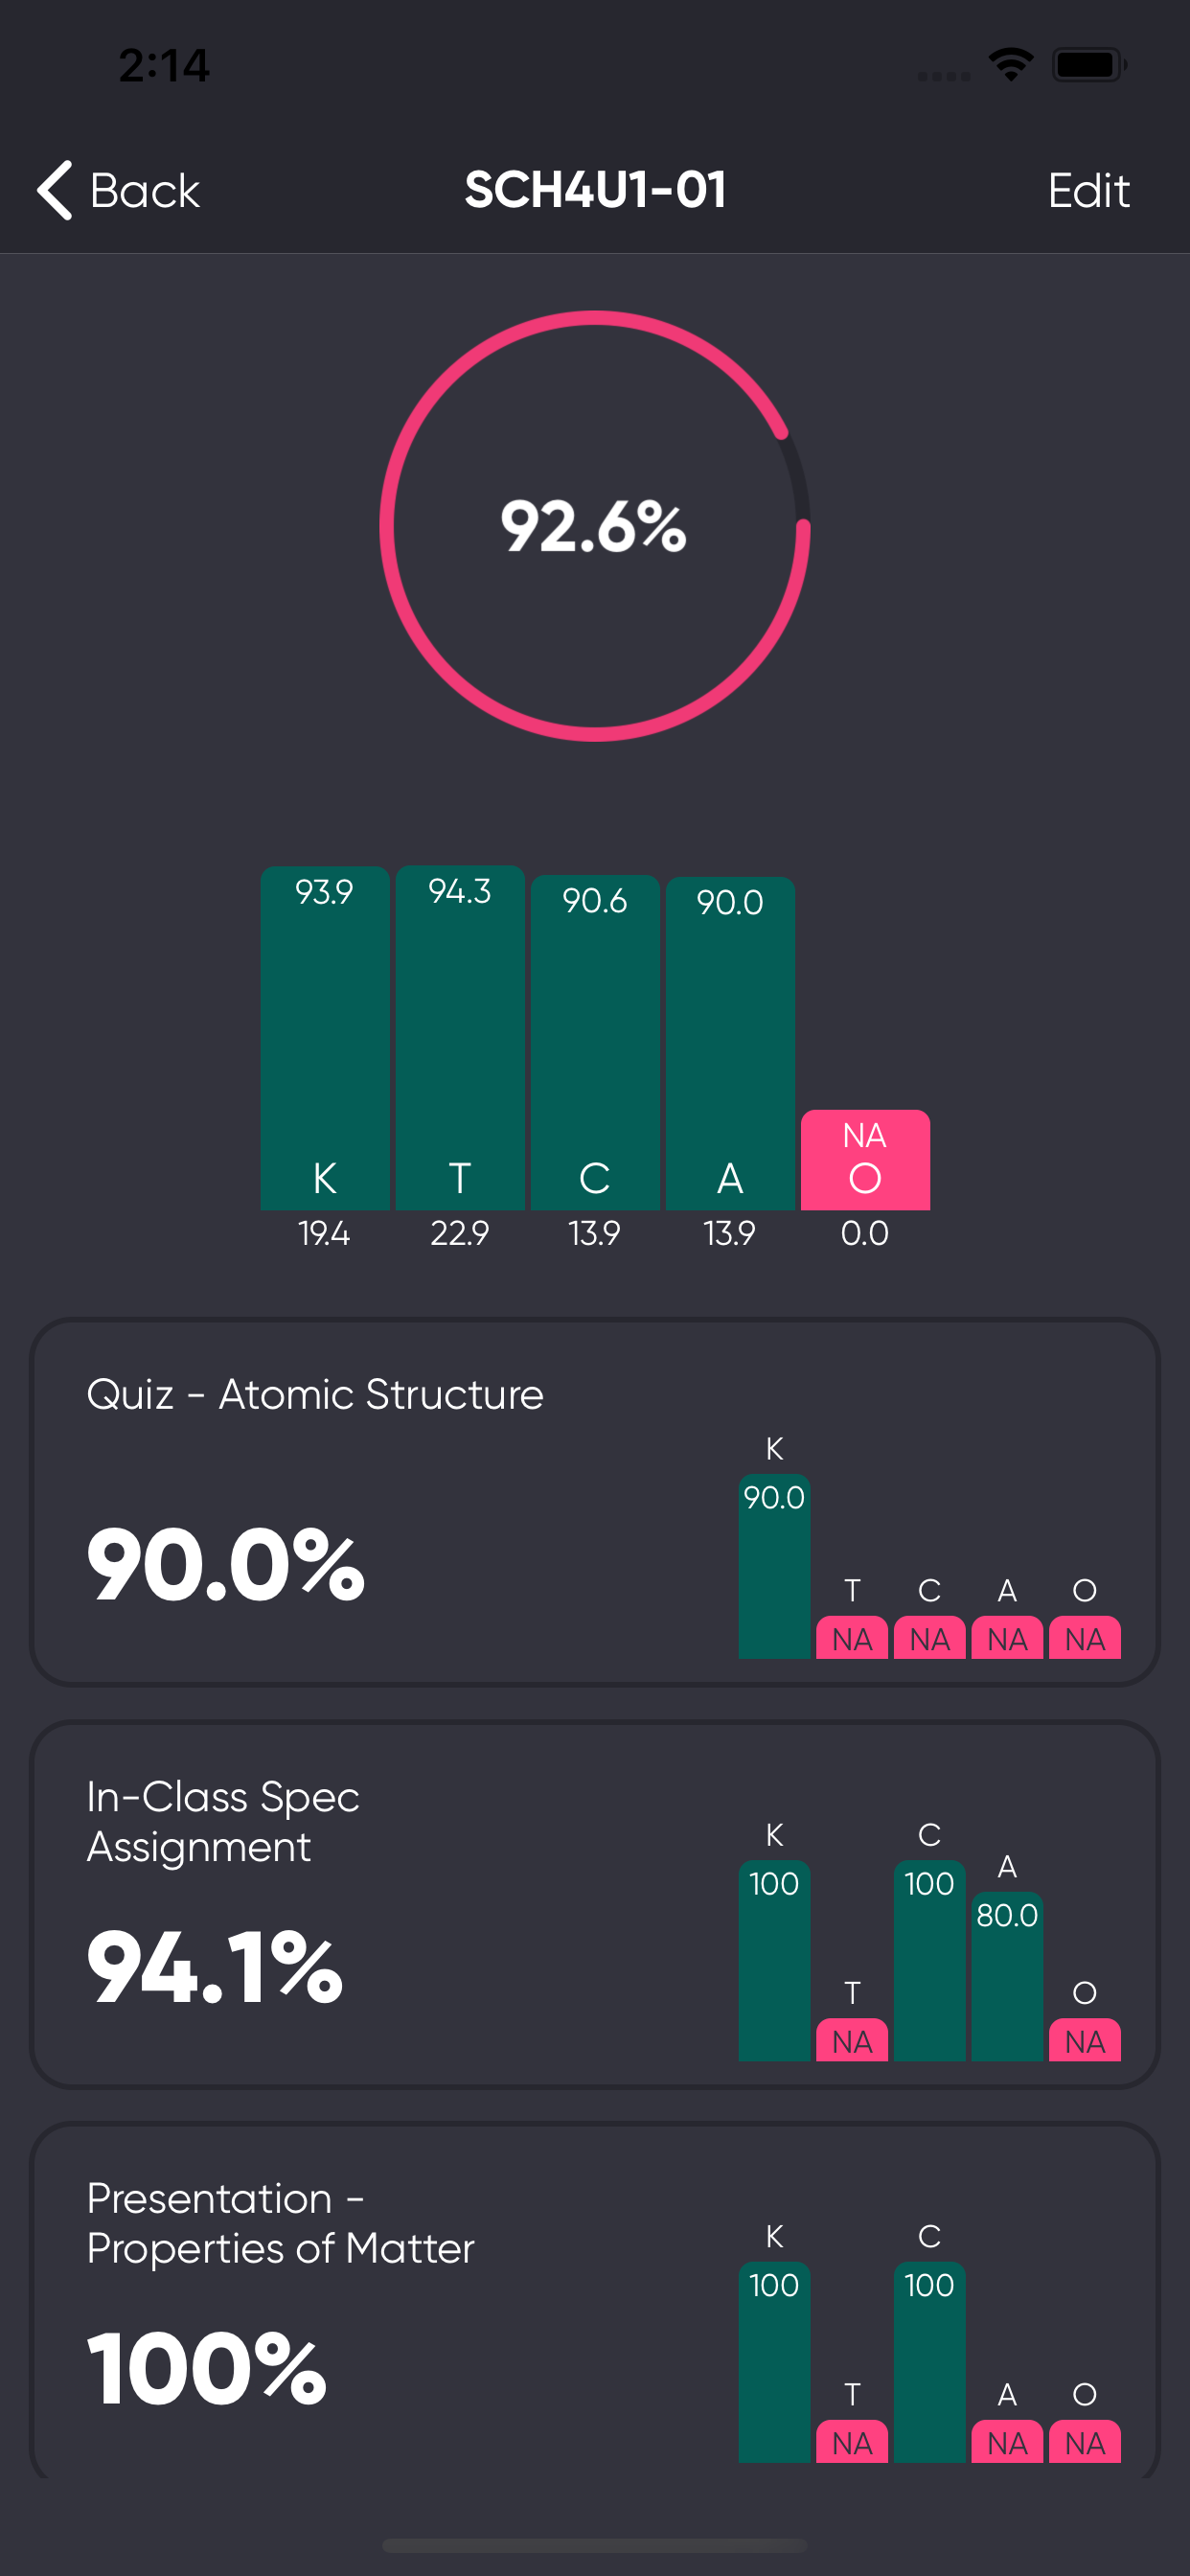 2:14
Back SCH4U1-01 Edit
92.6%
93.9 94.3 90.6 90.0 NA
K T C A O
19.4 22.9 13.9 13.9 0.0
Quiz - Atomic Structure
90.0%
K
90.0
T C A O
NA NA NA NA
In-Class Spec
Assignment
94.1%
K C
A
100 100
80.0
T O
NA NA
Presentation -
Properties of Matter
100%
K C
100 100
T A O
NA NA NA